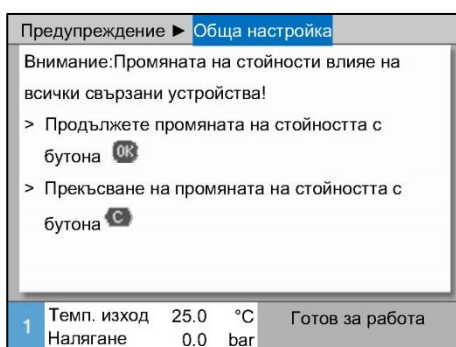 Предупреждение ► Обща настройка
Внимание:Промяната на стойности влияе на
всички свързани устройства!
> Продължете промяната на стойността с
бутона OK
> Прекъсване на промяната на стойността с
бутона C
1 Темп. изход 25.0 °C Готов за работа
Налягане 0.0 bar